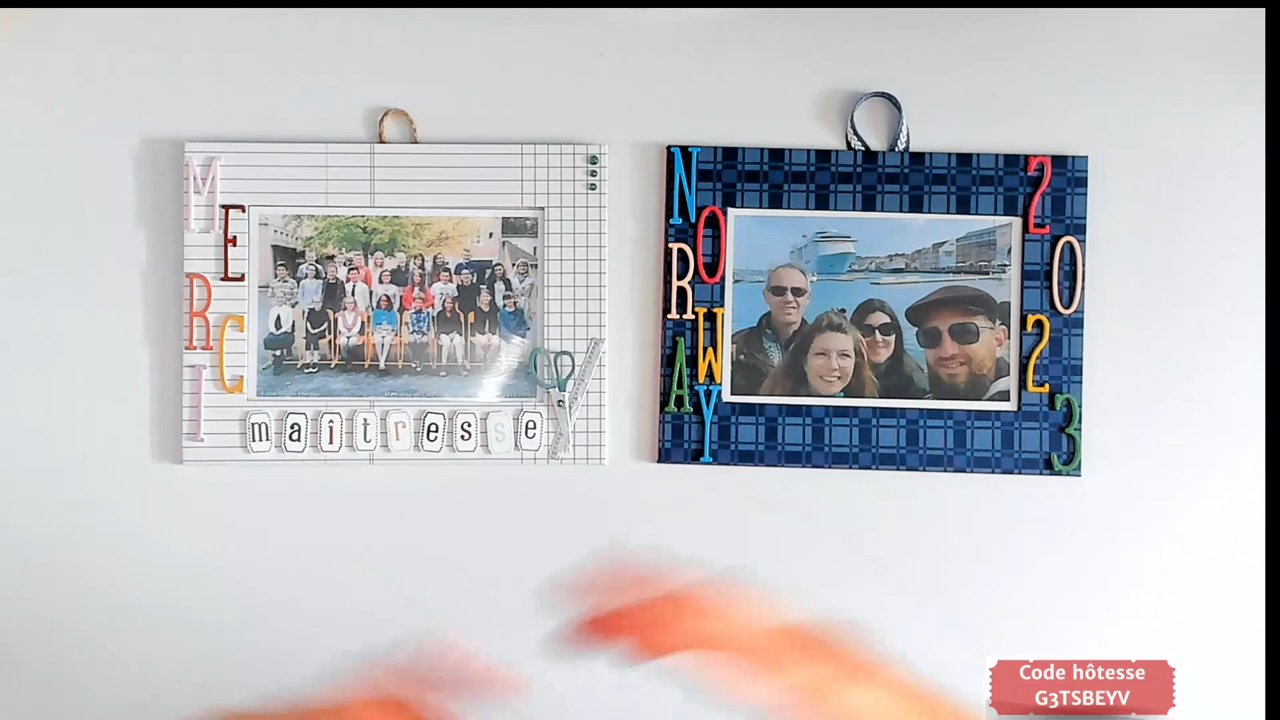 MERCI
maîtresse
NORWAY
2023
Code hôtesse
G3TSBEYV